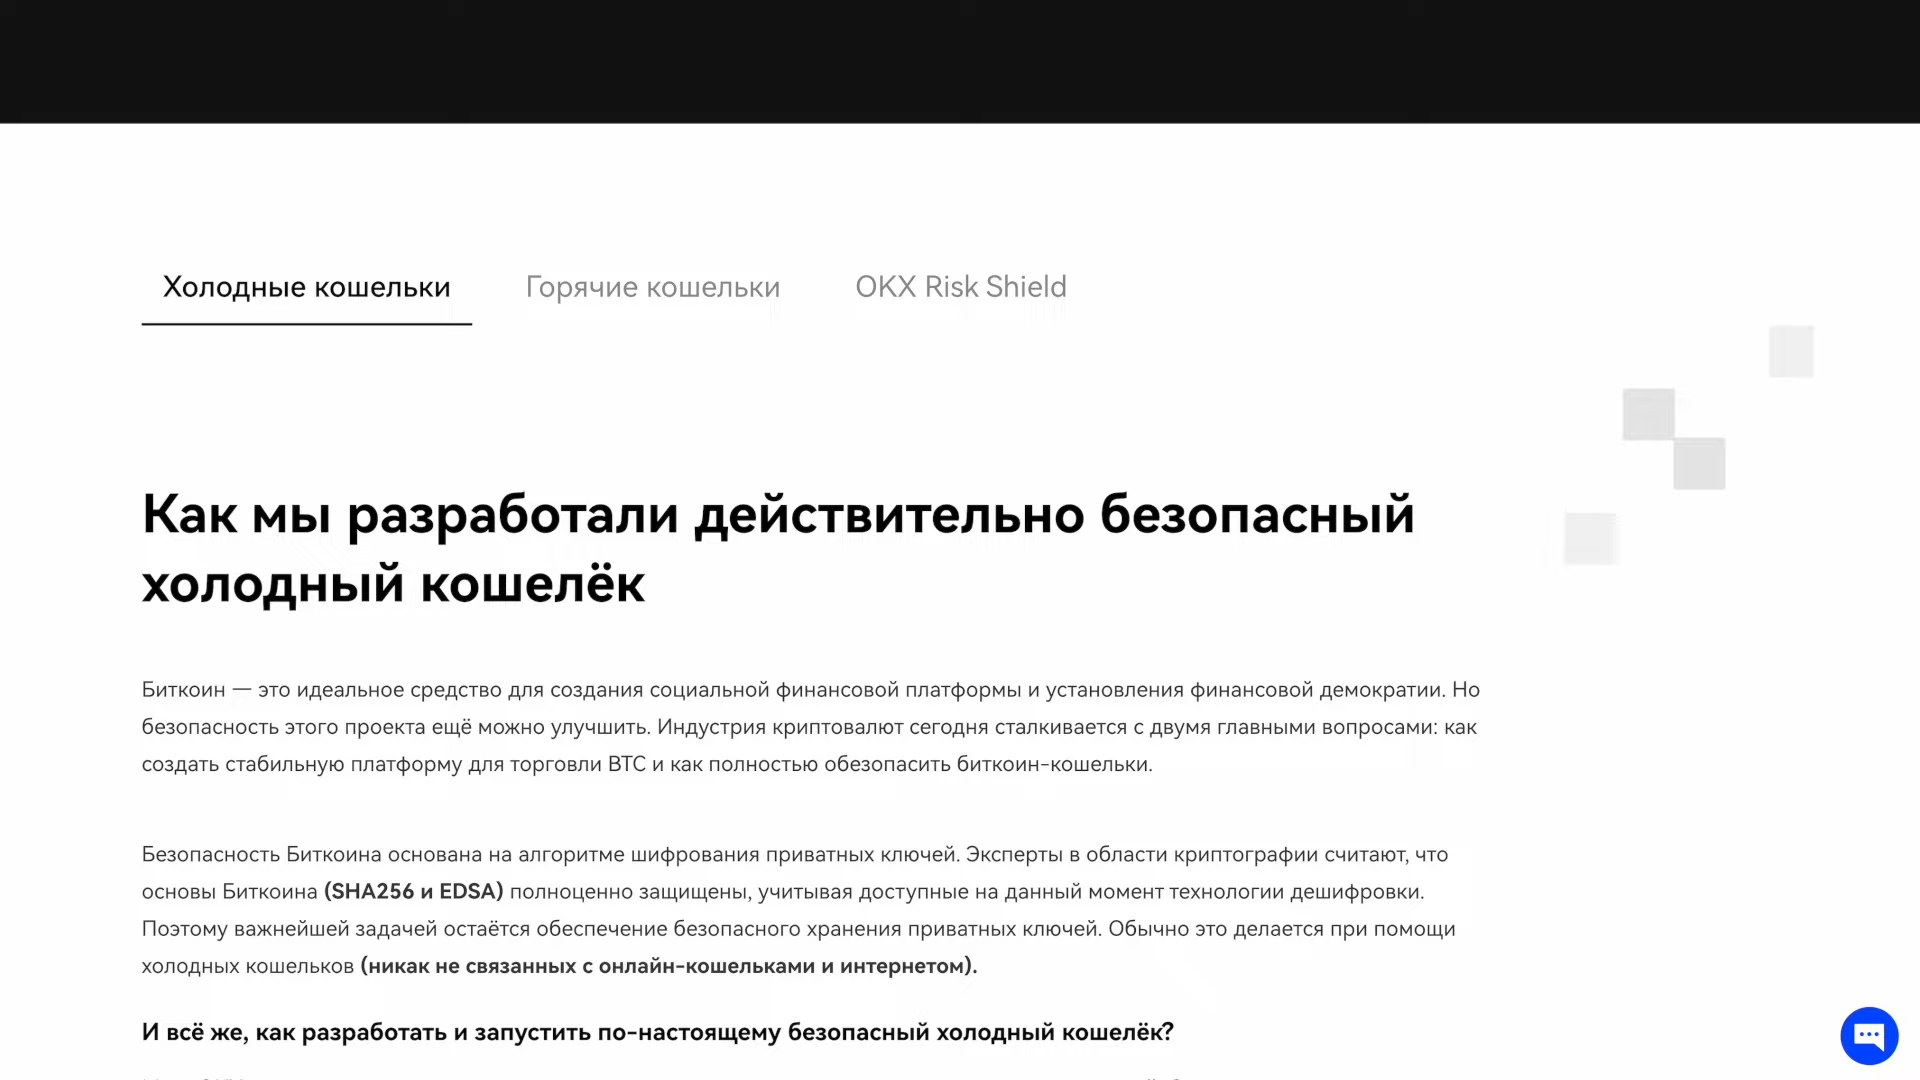 Холодные кошельки
Горячие кошельки
OKX Risk Shield
Как мы разработали действительно безопасный
холодный кошелёк
Биткоин — это идеальное средство для создания социальной финансовой платформы и установления финансовой демократии. Но
безопасность этого проекта ещё можно улучшить. Индустрия криптовалют сегодня сталкивается с двумя главными вопросами: как
создать стабильную платформу для торговли BTC и как полностью обезопасить биткоин-кошельки.
Безопасность Биткоина основана на алгоритме шифрования приватных ключей. Эксперты в области криптографии считают, что
основы Биткоина (SHA256 и EDSA) полноценно защищены, учитывая доступные на данный момент технологии дешифровки.
Поэтому важнейшей задачей остаётся обеспечение безопасного хранения приватных ключей. Обычно это делается при помощи
холодных кошельков (никак не связанных с онлайн-кошельками и интернетом).
И всё же, как разработать и запустить по-настоящему безопасный холодный кошелёк?